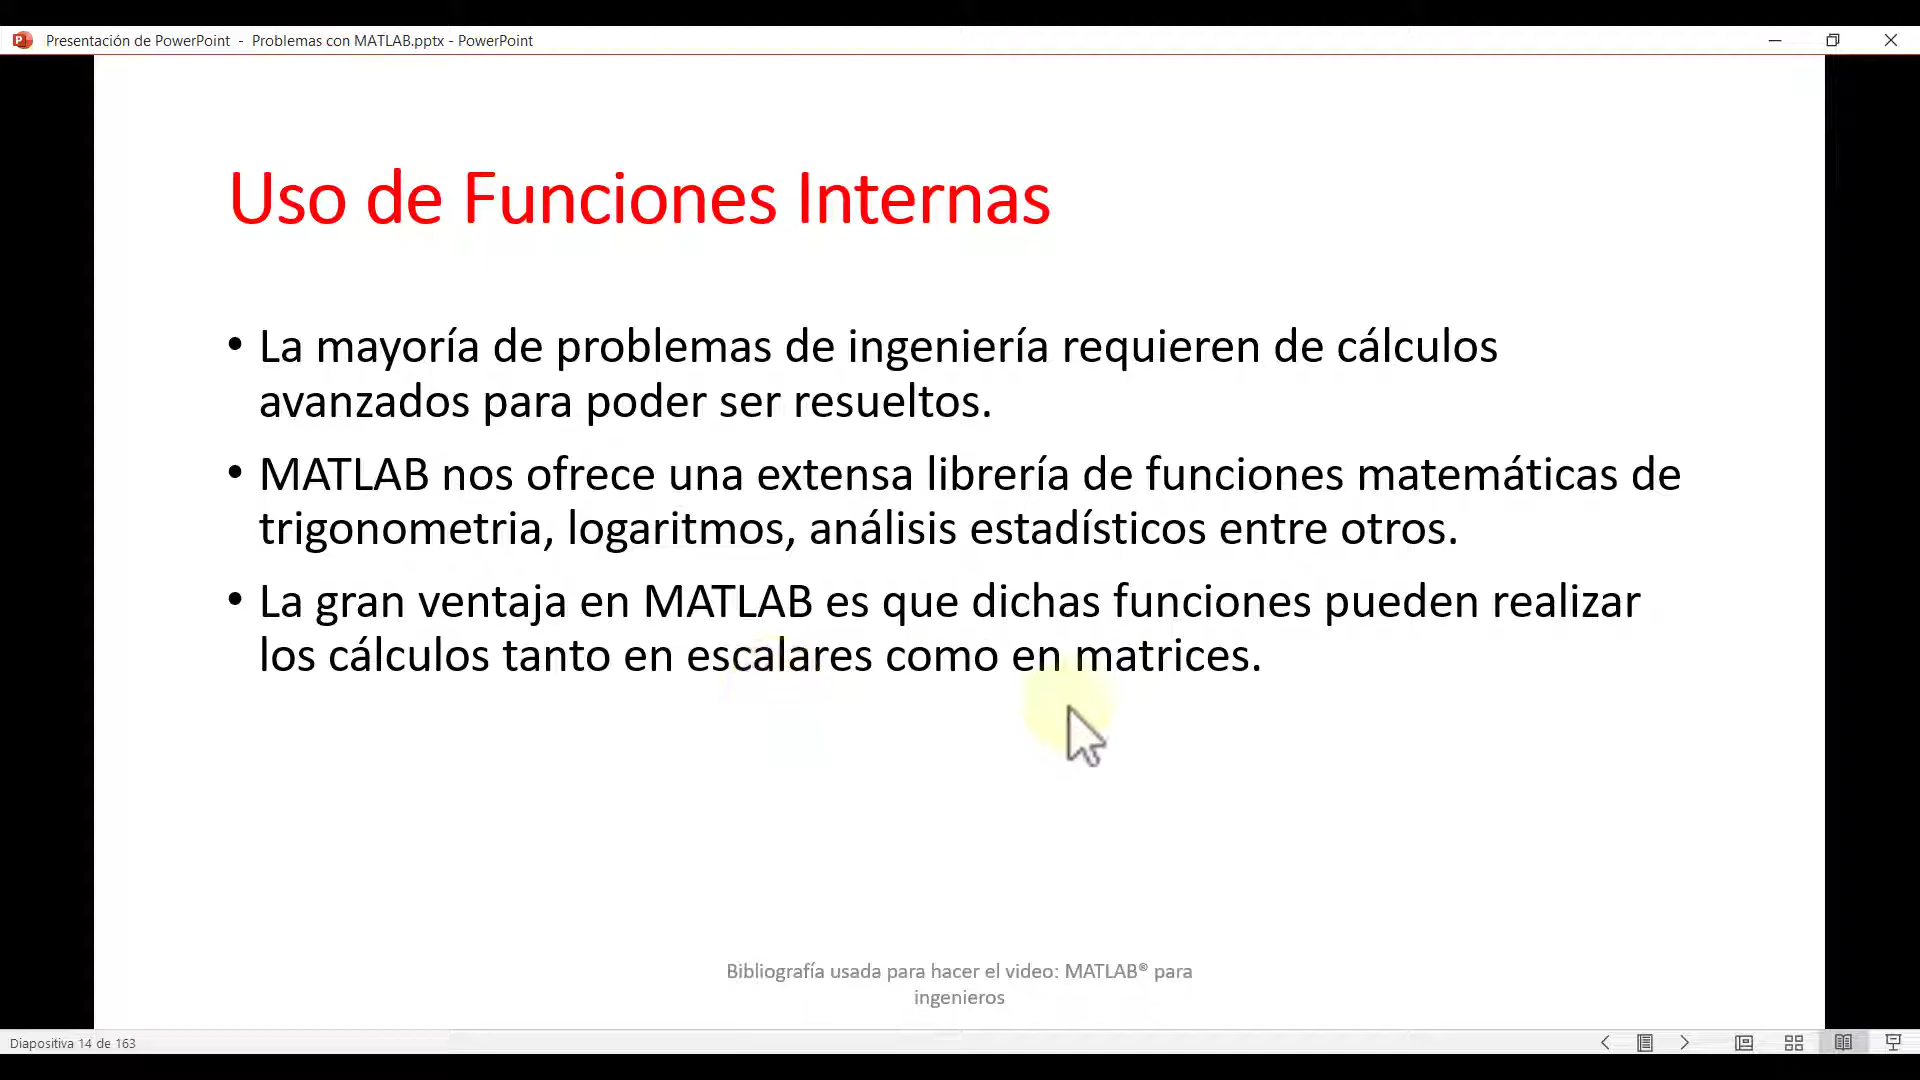 Presentación de PowerPoint - Problemas con MATLAB.pptx - PowerPoint
Uso de Funciones Internas
• La mayoría de problemas de ingeniería requieren de cálculos
avanzados para poder ser resueltos.
• MATLAB nos ofrece una extensa librería de funciones matemáticas de
trigonometria, logaritmos, análisis estadísticos entre otros.
• La gran ventaja en MATLAB es que dichas funciones pueden realizar
los cálculos tanto en escalares como en matrices.
Bibliografía usada para hacer el video: MATLAB® para
ingenieros
Diapositiva 14 de 163